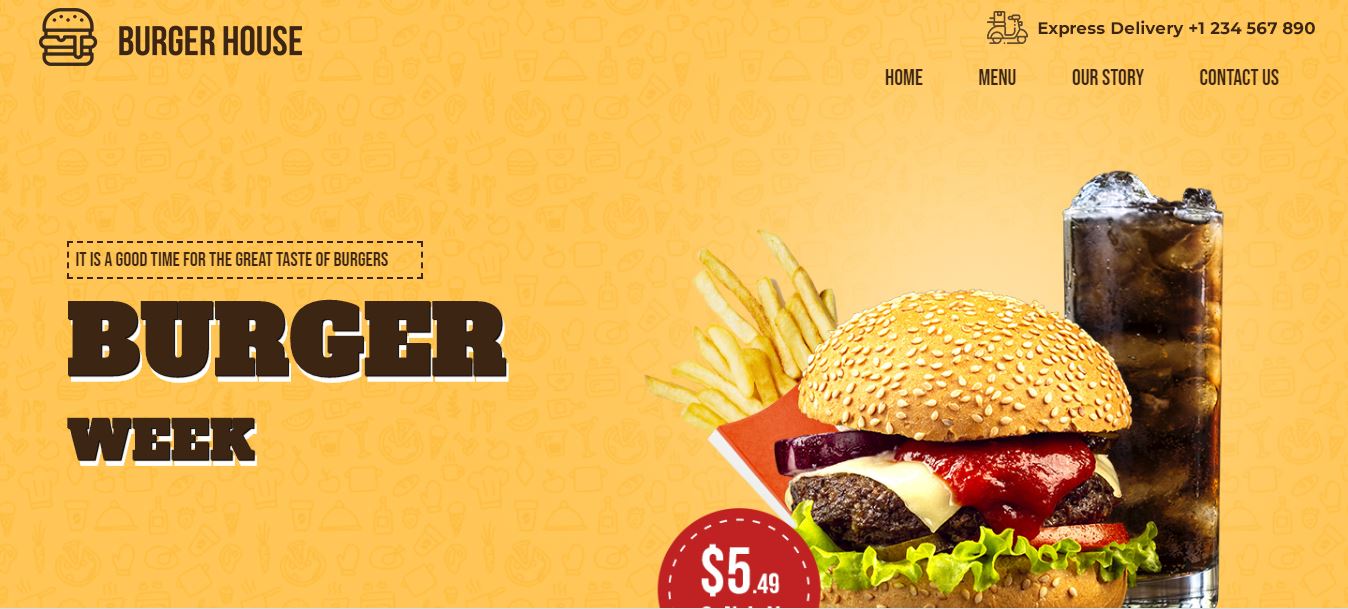 BURGER HOUSE
Express Delivery +1 234 567 890
HOME MENU OUR STORY CONTACT US
IT IS A GOOD TIME FOR THE GREAT TASTE OF BURGERS
BURGER
WEEK
$5.49